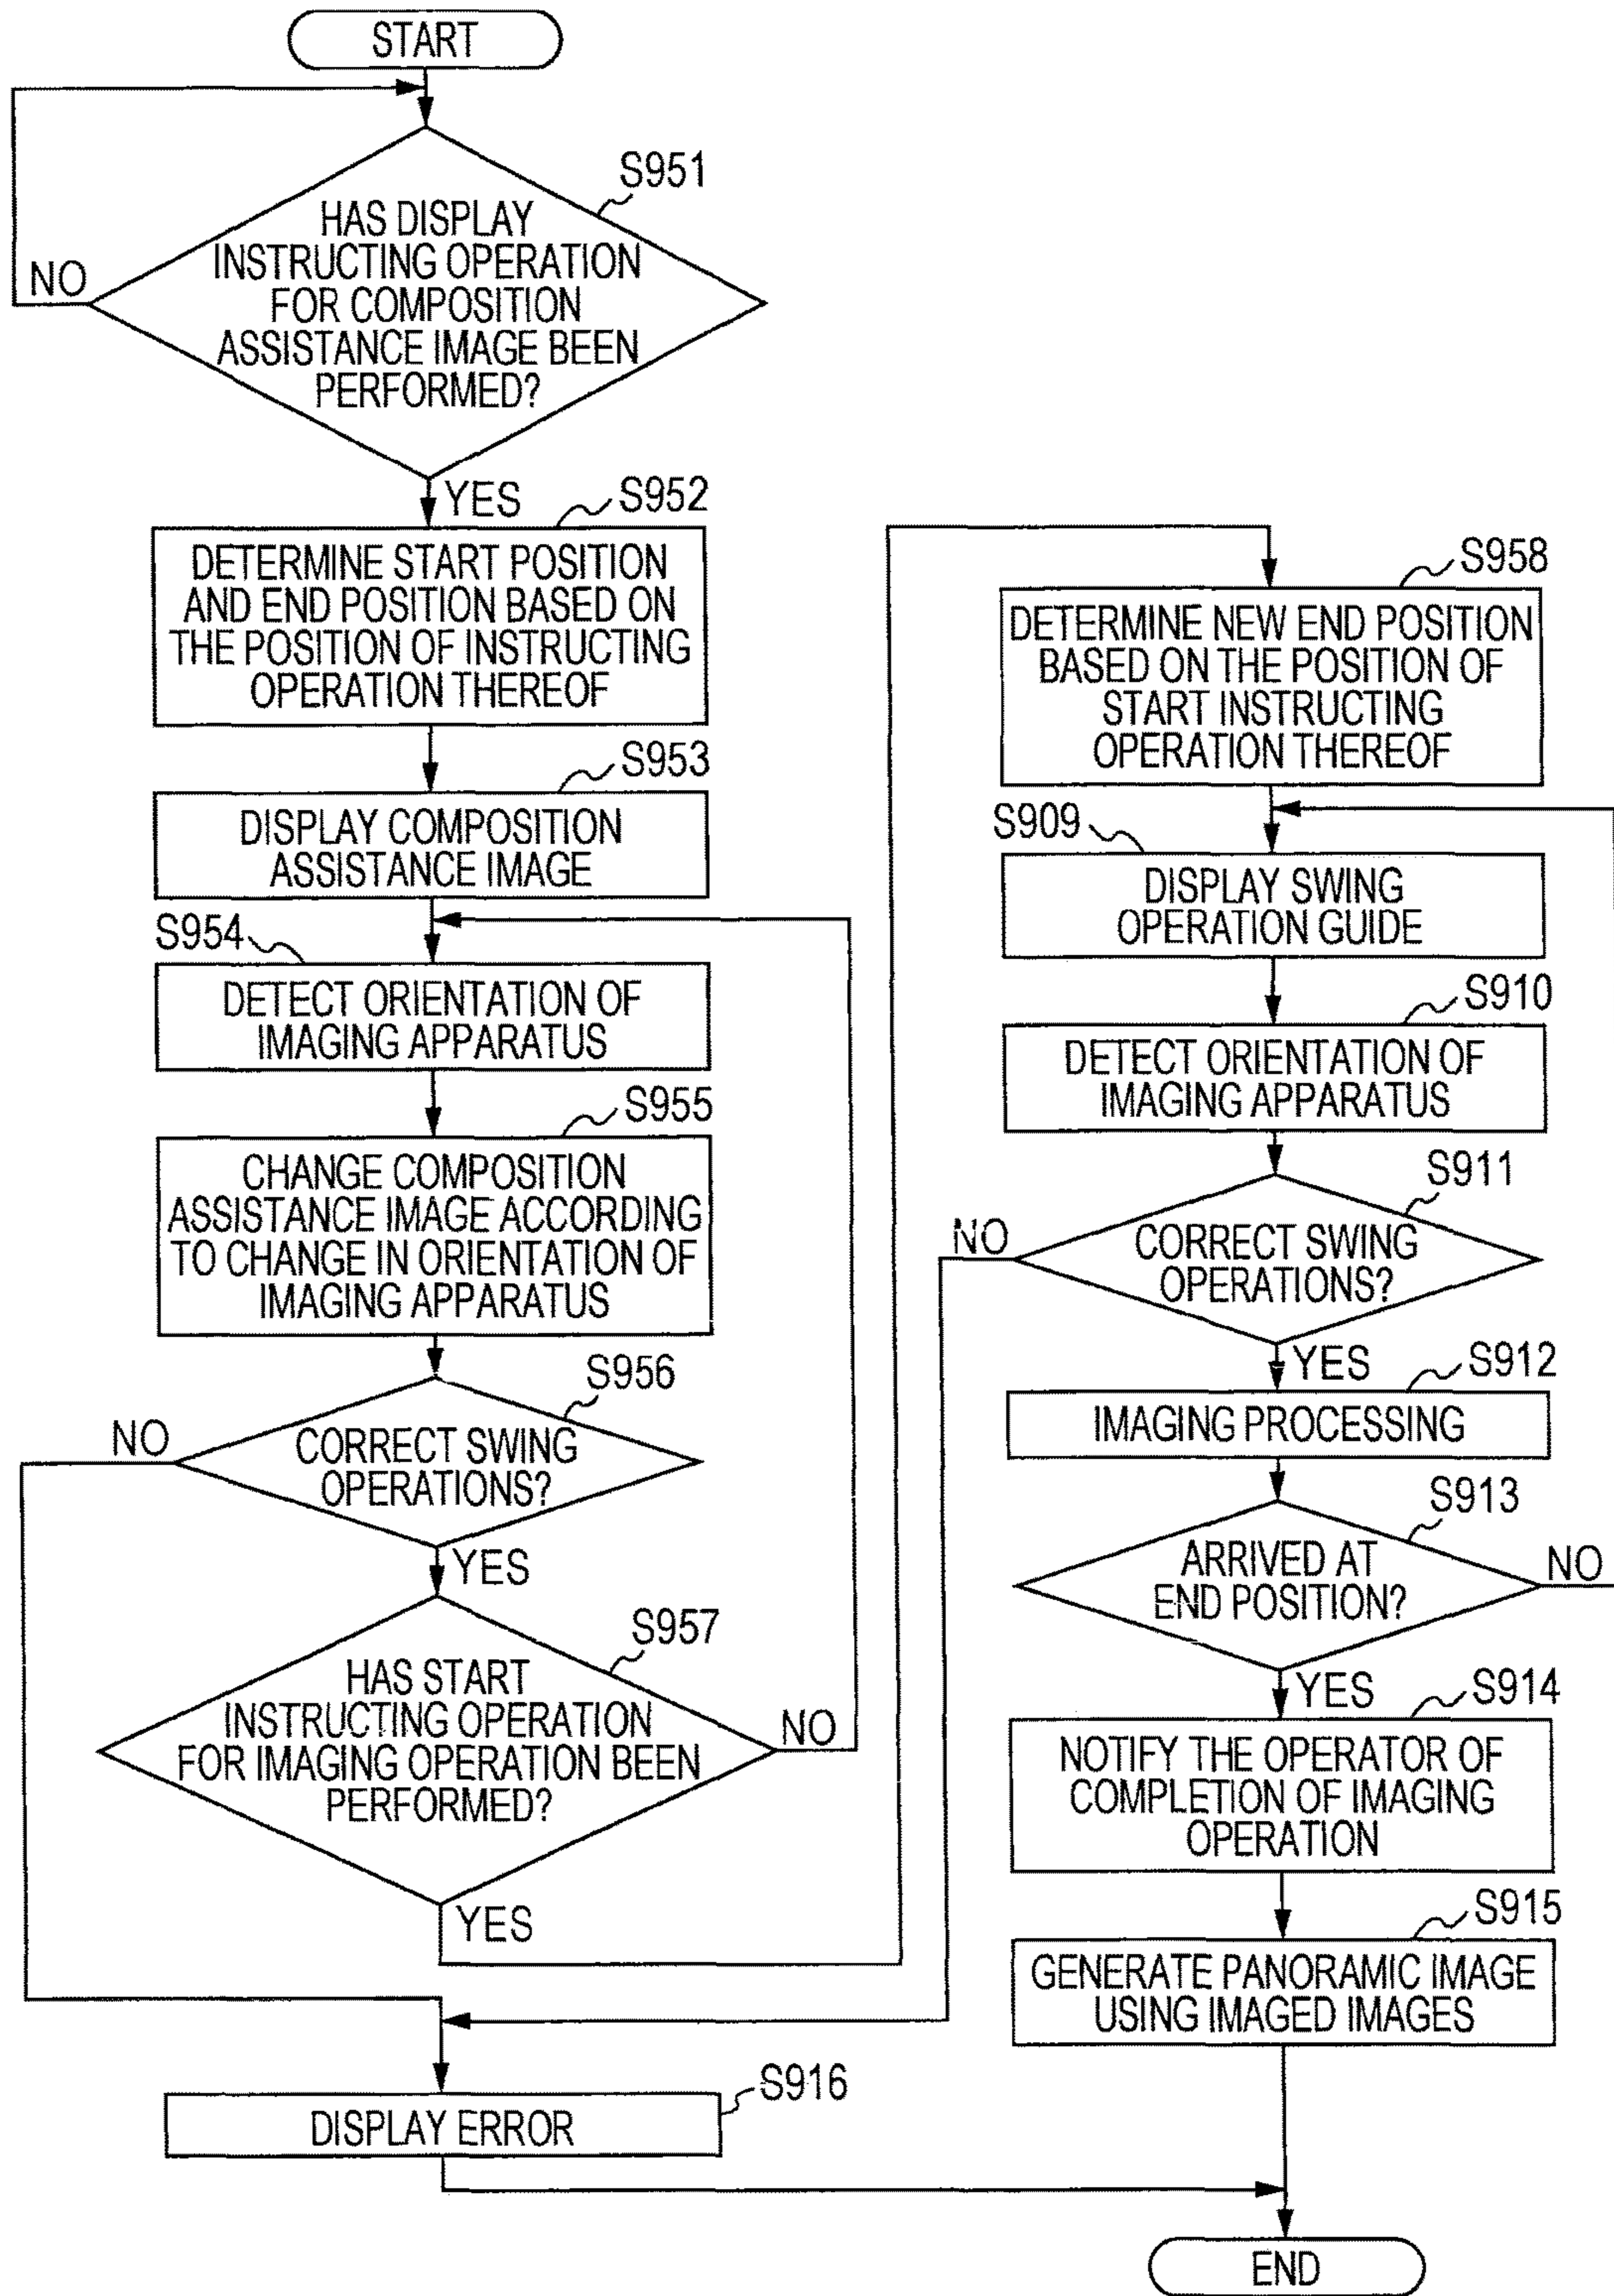 START
S951
HAS DISPLAY
INSTRUCTING OPERATION
FOR COMPOSITION
ASSISTANCE IMAGE BEEN
PERFORMED?
NO
YES
S952
DETERMINE START POSITION
AND END POSITION BASED ON
THE POSITION OF INSTRUCTING
OPERATION THEREOF
S953
DISPLAY COMPOSITION
ASSISTANCE IMAGE
S954
DETECT ORIENTATION OF
IMAGING APPARATUS
S955
CHANGE COMPOSITION
ASSISTANCE IMAGE ACCORDING
TO CHANGE IN ORIENTATION OF
IMAGING APPARATUS
S956
NO
CORRECT SWING
OPERATIONS?
YES
S957
HAS START
INSTRUCTING OPERATION
FOR IMAGING OPERATION BEEN
PERFORMED?
NO
YES
S958
DETERMINE NEW END POSITION
BASED ON THE POSITION OF
START INSTRUCTING
OPERATION THEREOF
S909
DISPLAY SWING
OPERATION GUIDE
S910
DETECT ORIENTATION OF
IMAGING APPARATUS
S911
NO
CORRECT SWING
OPERATIONS?
YES
S912
IMAGING PROCESSING
S913
ARRIVED AT
END POSITION?
NO
YES
S914
NOTIFY THE OPERATOR OF
COMPLETION OF IMAGING
OPERATION
S915
GENERATE PANORAMIC IMAGE
USING IMAGED IMAGES
S916
DISPLAY ERROR
END